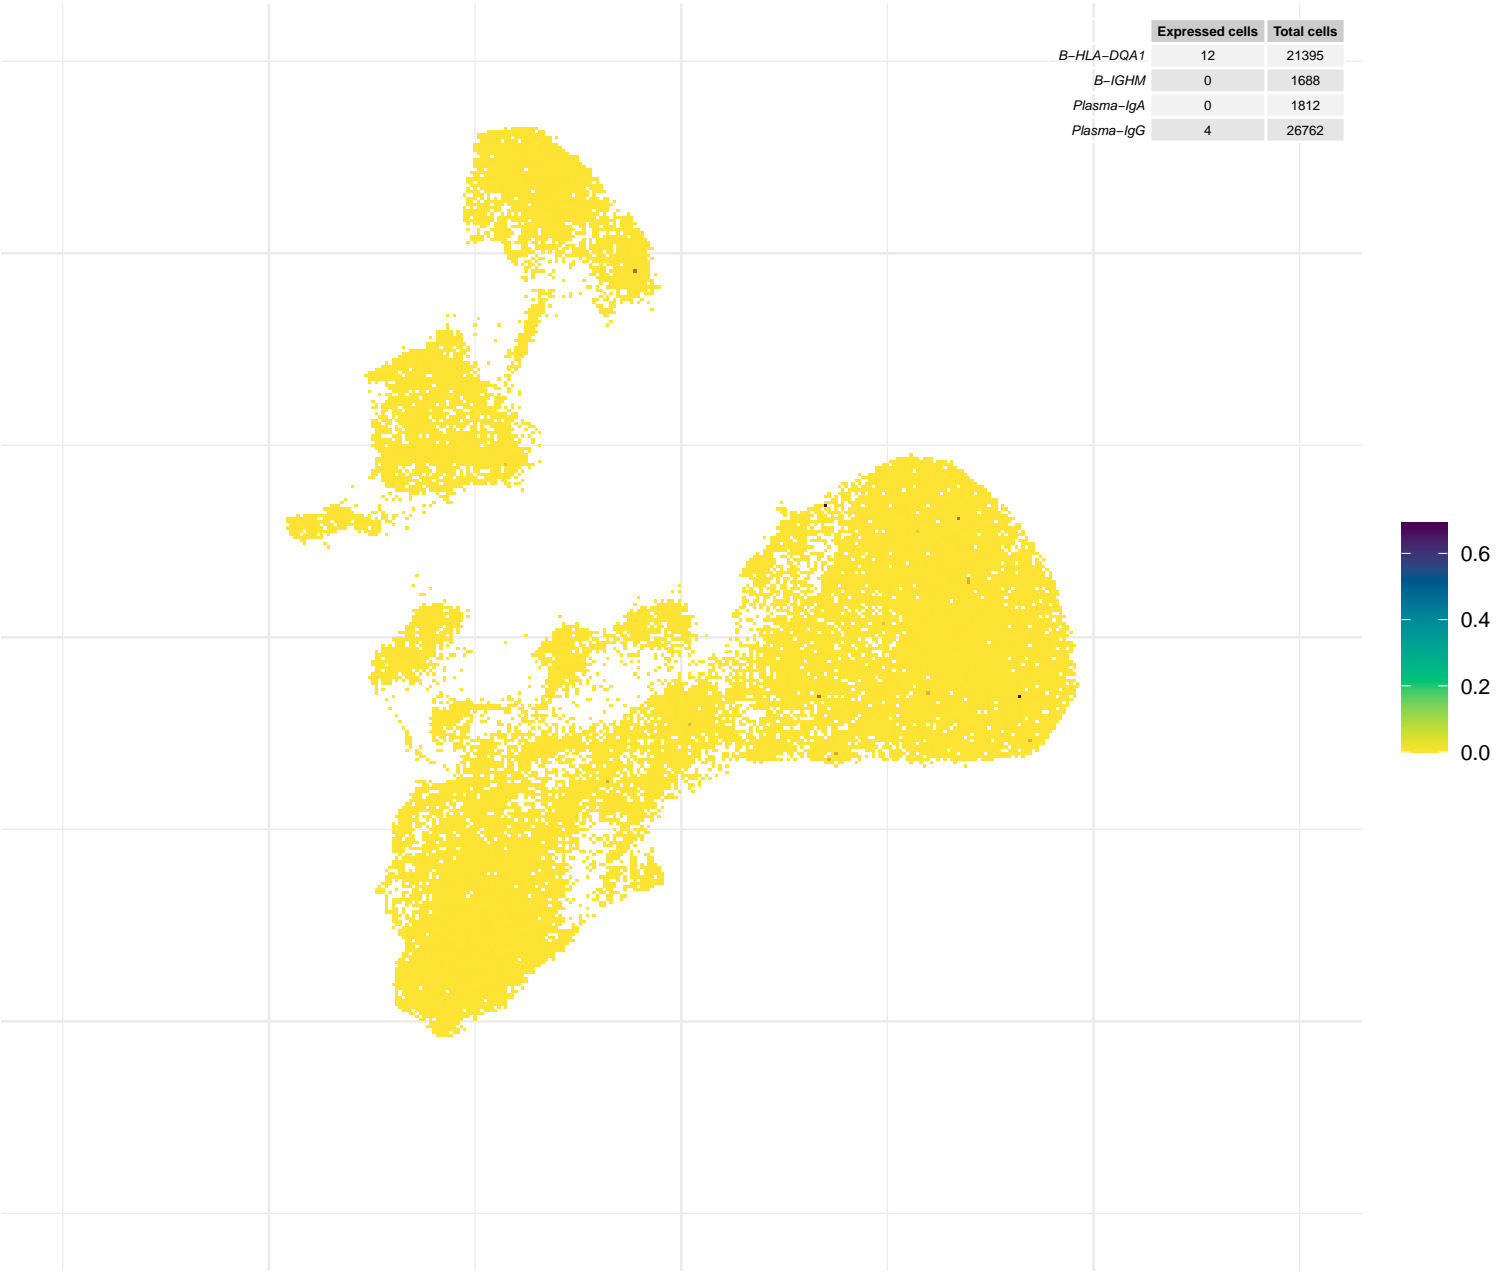 Expressed cells Total cells
B−HLA−DQA1 12 21395
B−IGHM 0 1688
Plasma−IgA 0 1812
Plasma−IgG 4 26762
0.6
0.4
0.2
0.0